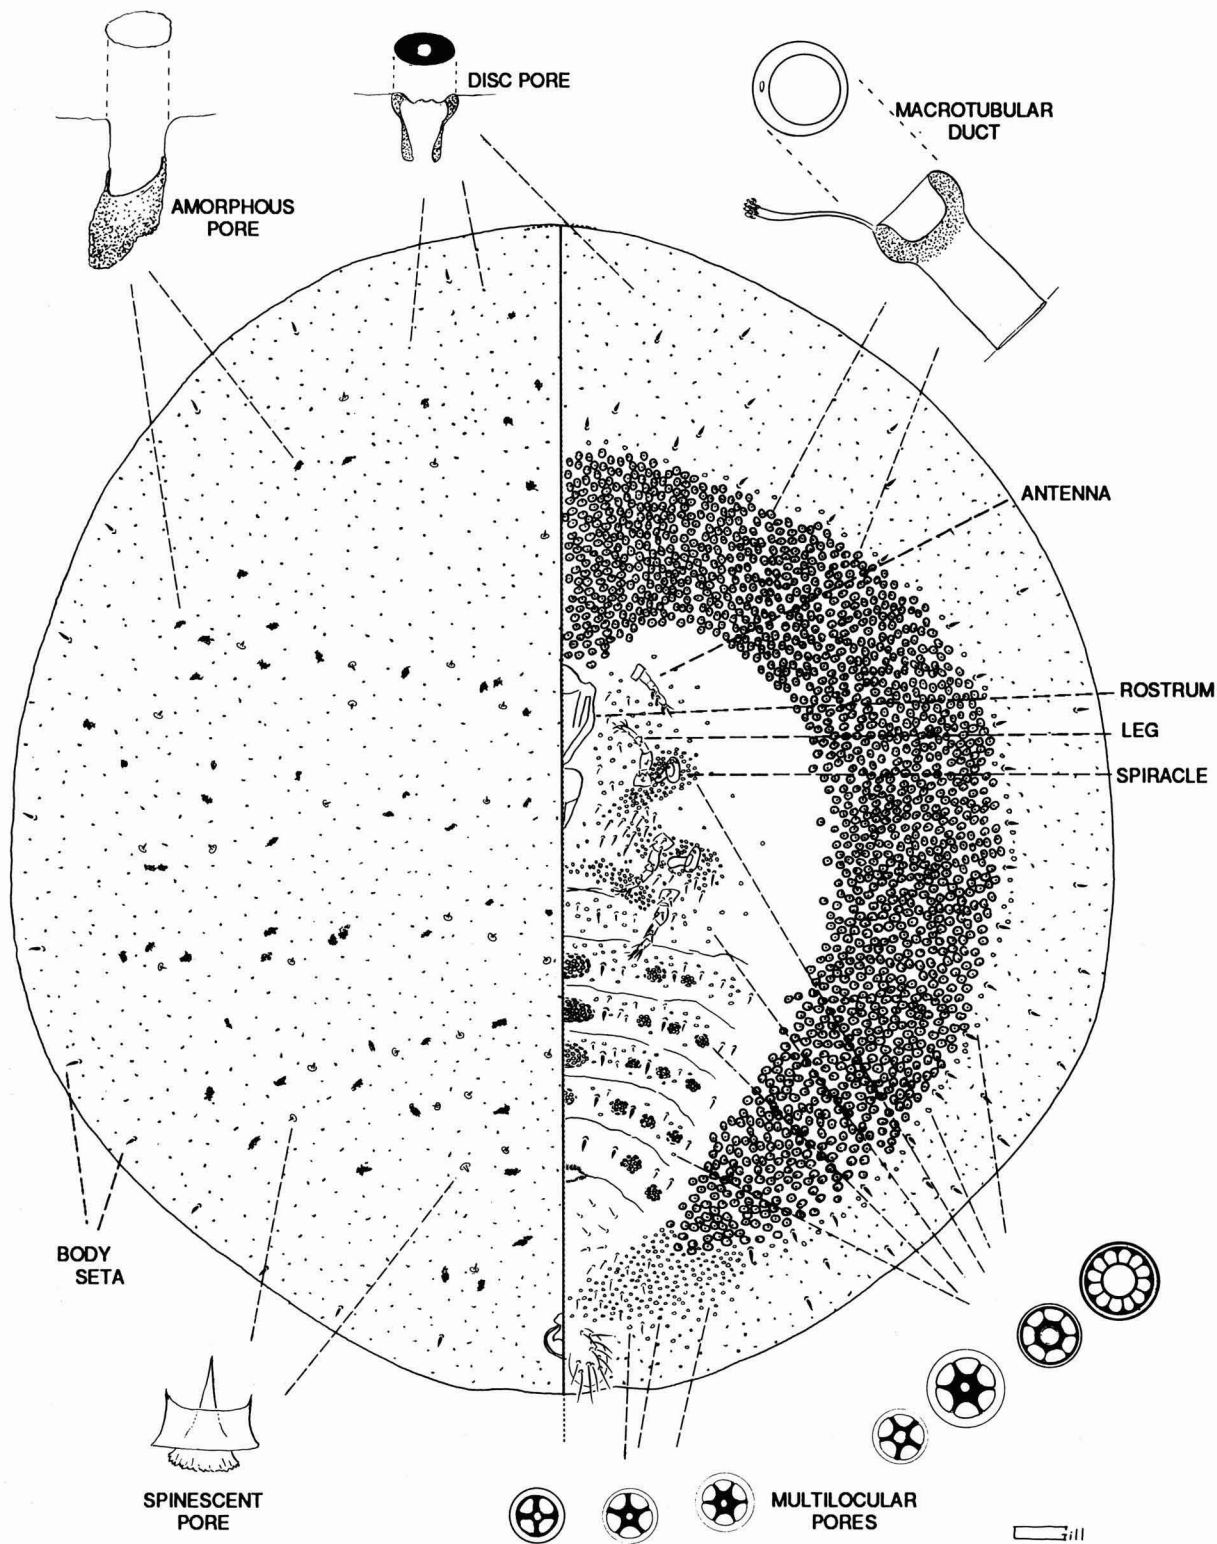 DISC PORE
MACROTUBULAR
DUCT
AMORPHOUS
PORE
ANTENNA
ROSTRUM
LEG
SPIRACLE
BODY
SETA
SPINESCENT
PORE
MULTILOCULAR
PORES
Gill